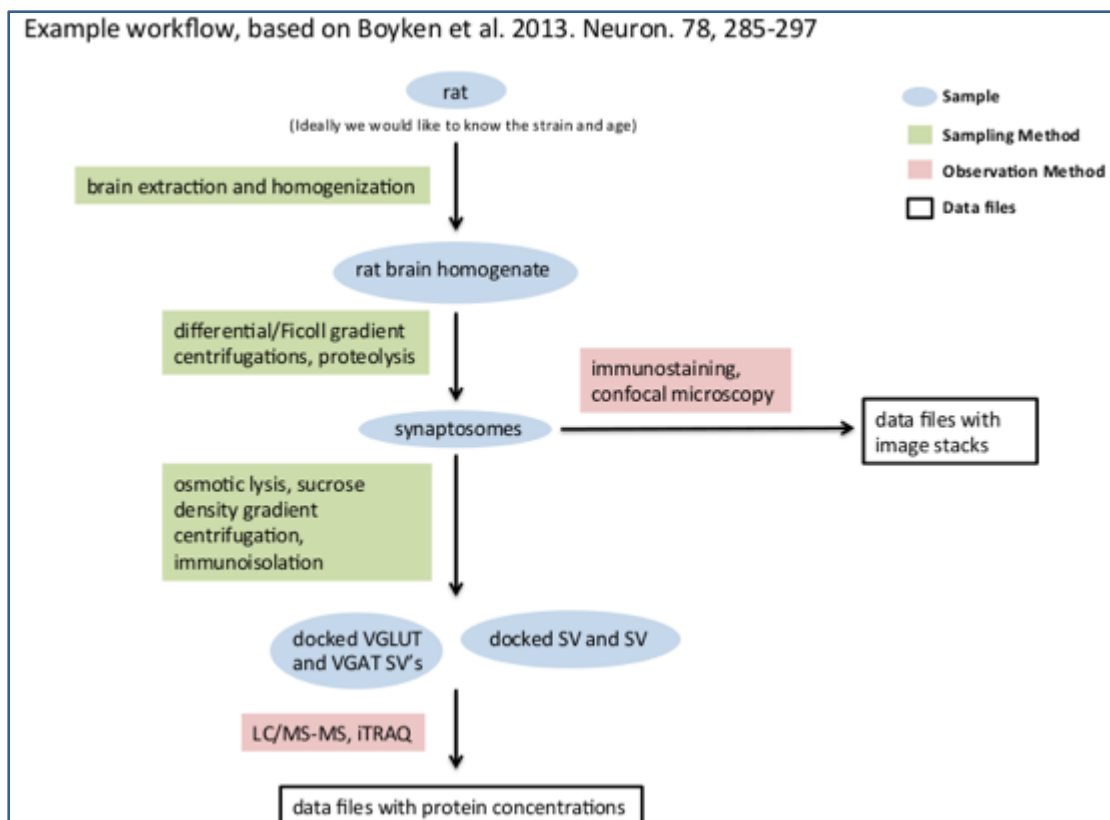 Example workflow, based on Boyken et al. 2013. Neuron. 78, 285-297
rat
(Ideally we would like to know the strain and age)
Sample
Sampling Method
Observation Method
Data files
brain extraction and homogenization
rat brain homogenate
differential/Ficoll gradient
centrifugations, proteolysis
immunostaining,
confocal microscopy
synaptosomes
data files with
image stacks
osmotic lysis, sucrose
density gradient
centrifugation,
immunoisolation
docked VGLUT
and VGAT SV's
docked SV and SV
LC/MS-MS, iTRAQ
data files with protein concentrations